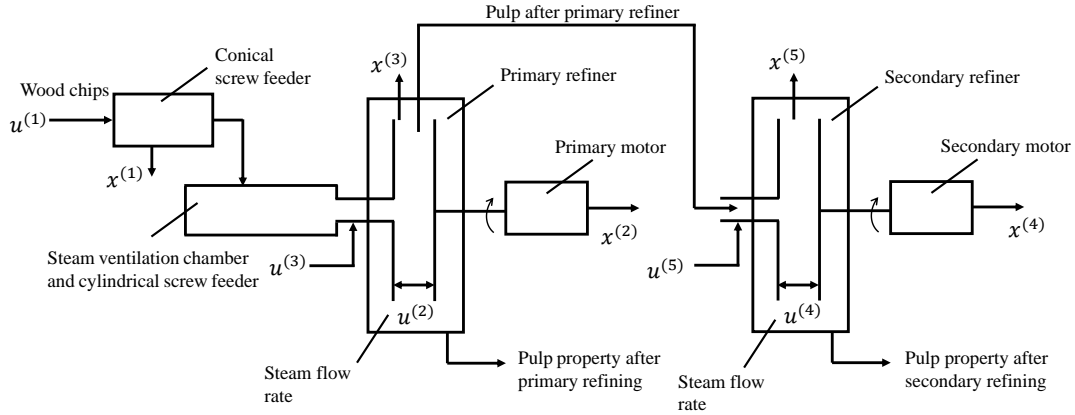 Pulp after primary refiner
Conical
screw feeder
Wood chips
u^{(1)}
x^{(1)}
x^{(3)}
Primary refiner
Primary motor
x^{(2)}
x^{(5)}
Secondary refiner
Secondary motor
x^{(4)}
Steam ventilation chamber
and cylindrical screw feeder
u^{(3)}
u^{(2)}
u^{(5)}
u^{(4)}
Steam flow
rate
Pulp property after
primary refining
Steam flow
rate
Pulp property after
secondary refining